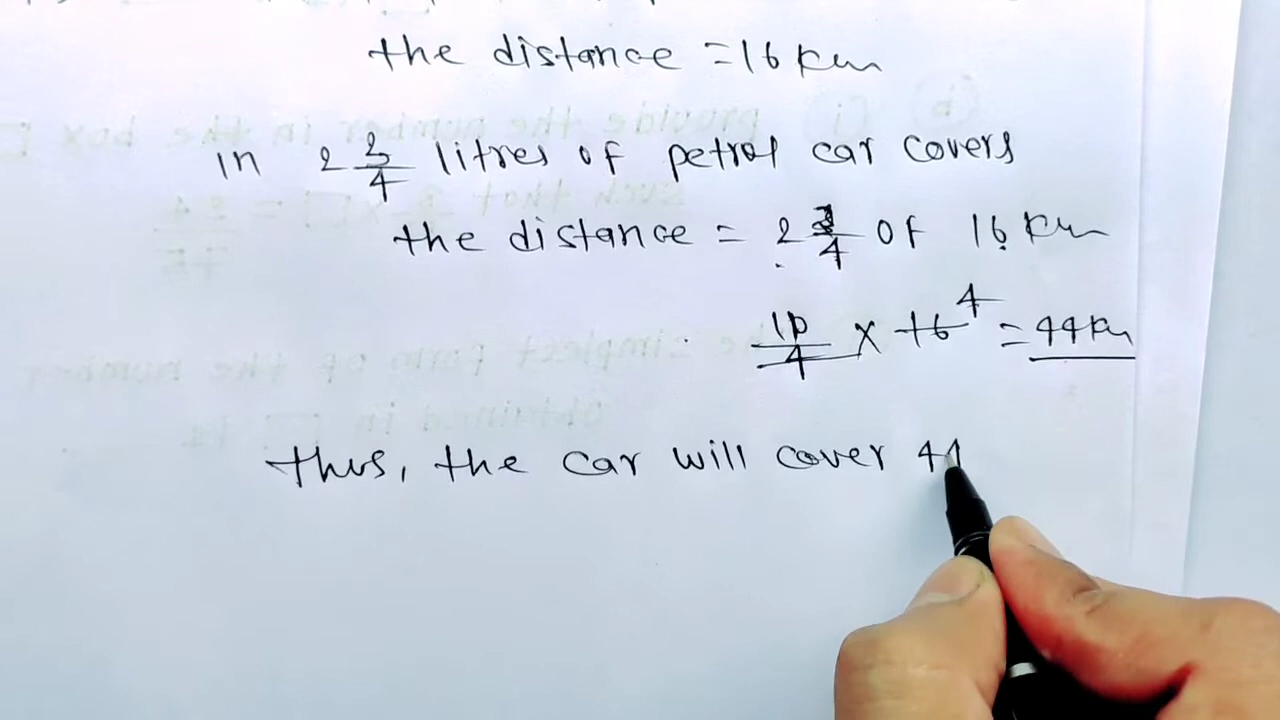 the distance = 16 km
In 2 3/4 litres of petrol car covers
the distance = 2 3/4 of 16 km
11/4 × 16 4 = 44 km
Thus, the car will cover 44